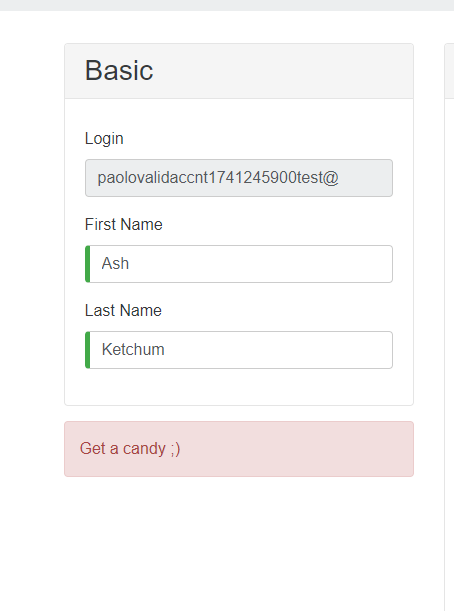 Basic
Login
paolovalidaccnt1741245900test@
First Name
Ash
Last Name
Ketchum
Get a candy ;)